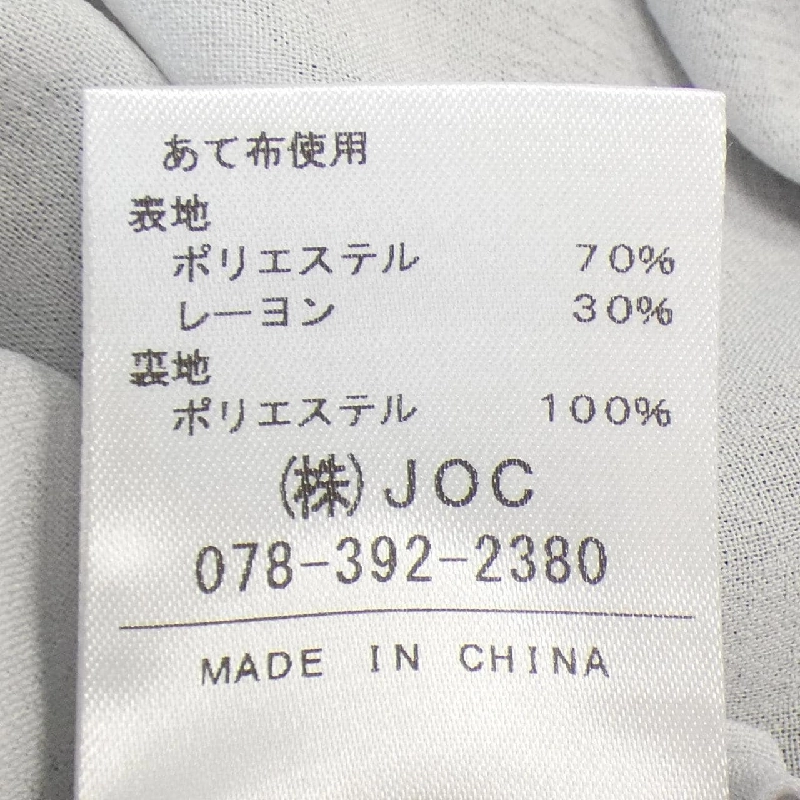 あて布使用
表地
ポリエステル 70%
レーヨン 30%
裏地
ポリエステル 100%
(株)JOC
078-392-2380
MADE IN CHINA